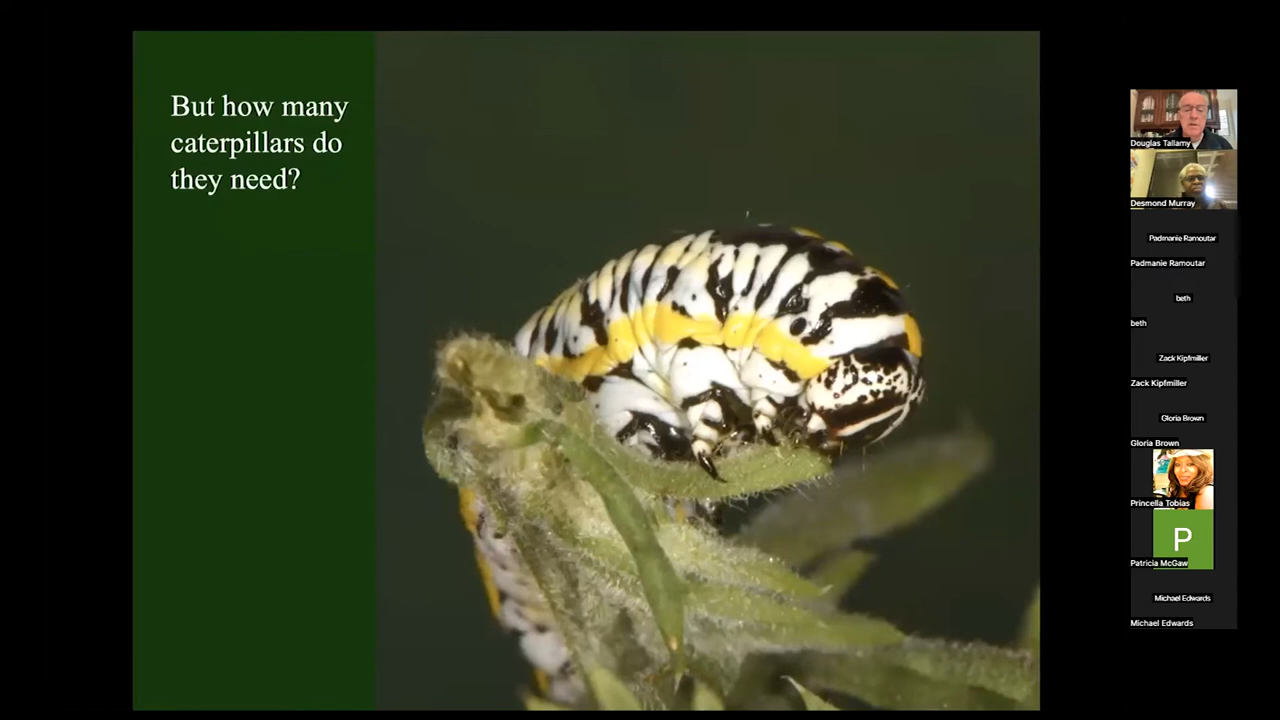 But how many
caterpillars do
they need?
Douglas Tallamy
Desmond Murray
Padmanie Ramoutar
Padmanie Ramoutar
beth
beth
Zack Kipfmiller
Zack Kipfmiller
Gloria Brown
Gloria Brown
Princella Tobias
P
Patricia McGaw
Michael Edwards
Michael Edwards